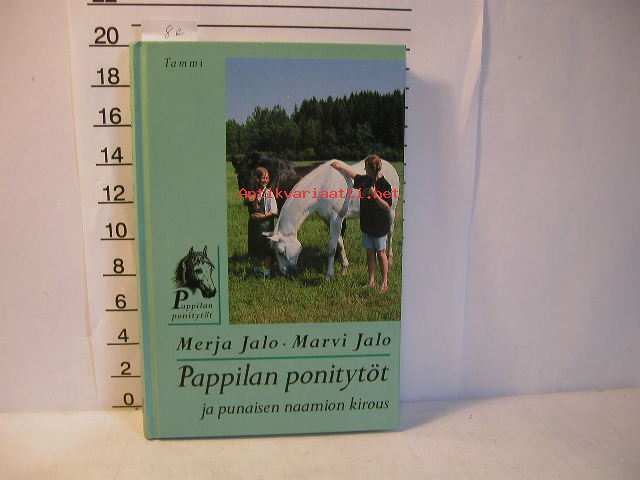 8e
Tammi
Antikvariaatti.net
Pappilan
ponitytöt
Merja Jalo · Marvi Jalo
Pappilan ponitytöt
ja punaisen naamion kirous
20
18
16
14
12
10
8
6
4
2
0